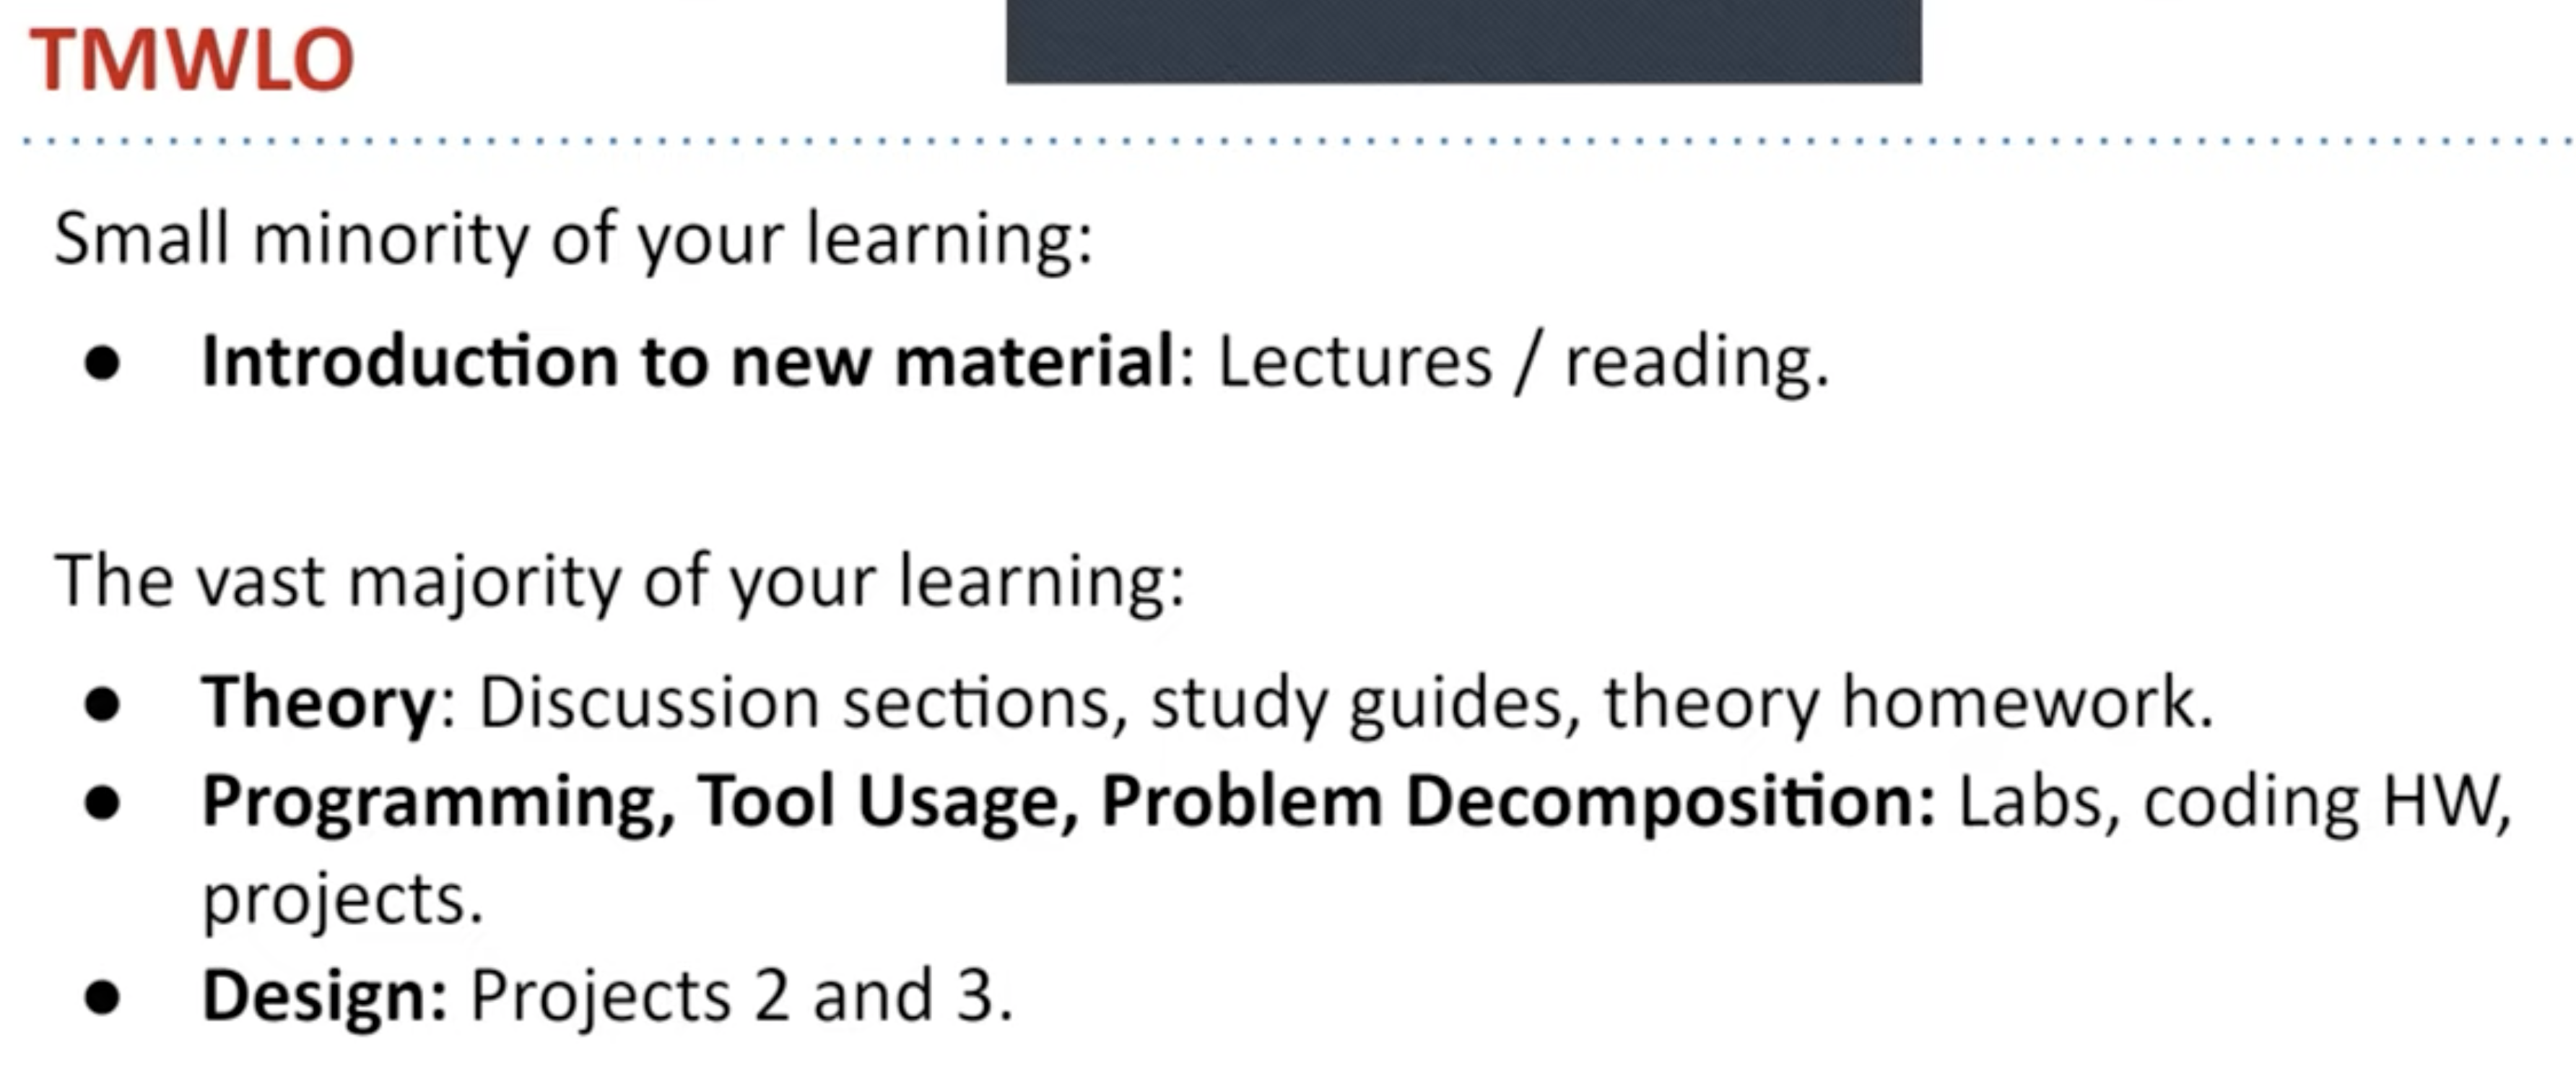 TMWLO
Small minority of your learning:
● Introduction to new material: Lectures / reading.
The vast majority of your learning:
● Theory: Discussion sections, study guides, theory homework.
● Programming, Tool Usage, Problem Decomposition: Labs, coding HW,
projects.
● Design: Projects 2 and 3.